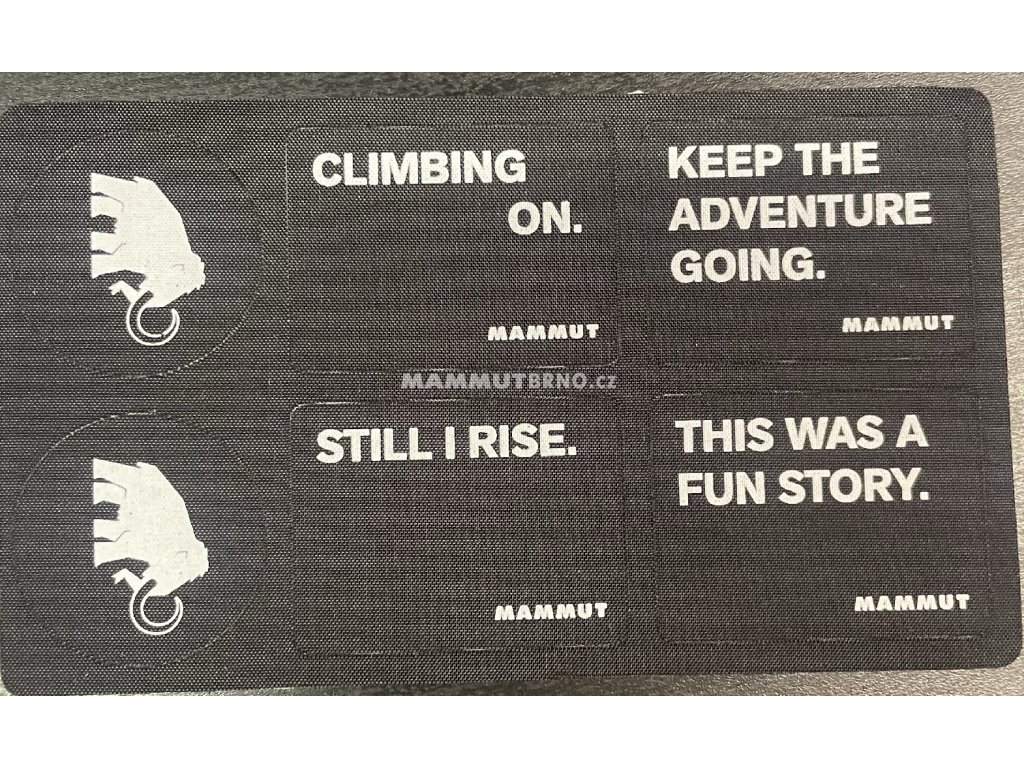 CLIMBING
ON.
MAMMUT
KEEP THE
ADVENTURE
GOING.
MAMMUT
MAMMUTBRNO.CZ
STILL I RISE.
MAMMUT
THIS WAS A
FUN STORY.
MAMMUT